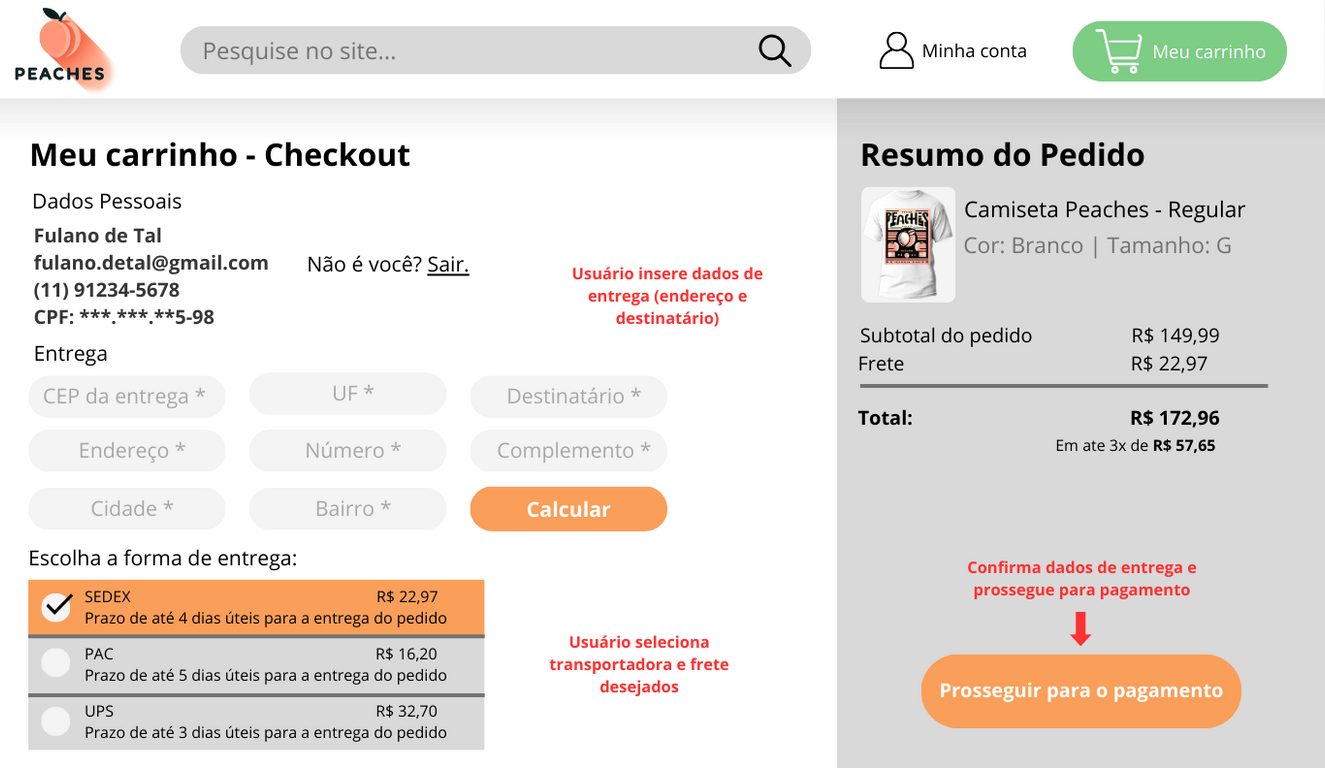 PEACHES
Pesquise no site...
Minha conta
Meu carrinho
Meu carrinho - Checkout
Dados Pessoais
Fulano de Tal
fulano.detal@gmail.com
(11) 91234-5678
CPF: ***.***.**5-98
Não é você? Sair.
Usuário insere dados de
entrega (endereço e
destinatário)
Entrega
CEP da entrega *
UF *
Destinatário *
Endereço *
Número *
Complemento *
Cidade *
Bairro *
Calcular
Escolha a forma de entrega:
SEDEX R$ 22,97
Prazo de até 4 dias úteis para a entrega do pedido
PAC R$ 16,20
Prazo de até 5 dias úteis para a entrega do pedido
UPS R$ 32,70
Prazo de até 3 dias úteis para a entrega do pedido
Usuário seleciona
transportadora e frete
desejados
Resumo do Pedido
PEACHES
Camiseta Peaches - Regular
Cor: Branco | Tamanho: G
Subtotal do pedido R$ 149,99
Frete R$ 22,97
Total: R$ 172,96
Em ate 3x de R$ 57,65
Confirma dados de entrega e
prossegue para pagamento
Prosseguir para o pagamento